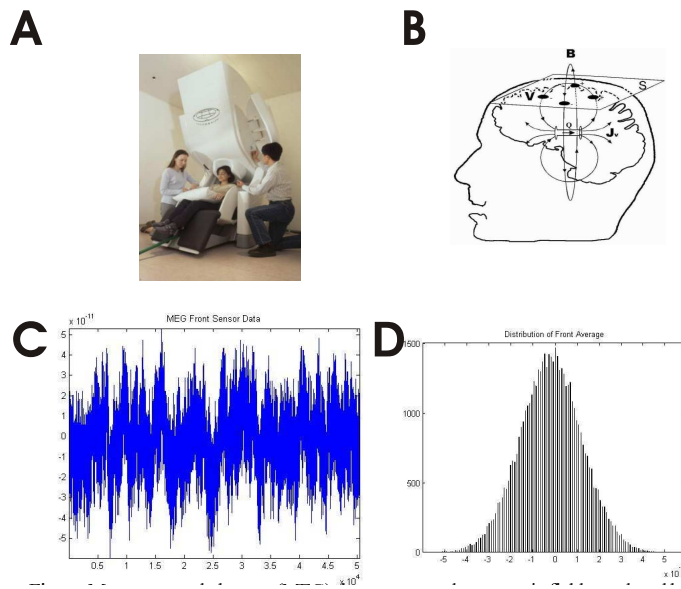 A
B
B
S
V
Q
J v
C
x 10 -11
MEG Front Sensor Data
5
4
3
2
1
0
-1
-2
-3
-4
-5
0.5 1 1.5 2 2.5 3 3.5 4 4.5 5
x 10 4
D
Distribution of Front Average
1500
1000
500
0
-5 -4 -3 -2 -1 0 1 2 3 4 5
x 10